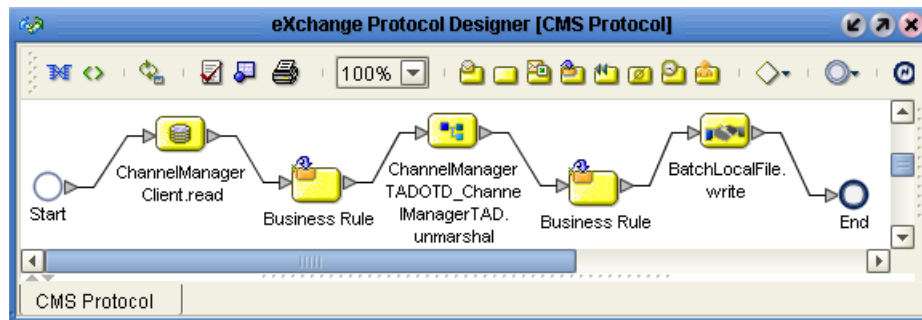 eXchange Protocol Designer [CMS Protocol]
100%
Start
ChannelManager
Client.read
Business Rule
ChannelManager
TADOTD_Channe
lManagerTAD.
unmarshal
Business Rule
BatchLocalFile.
write
End
CMS Protocol